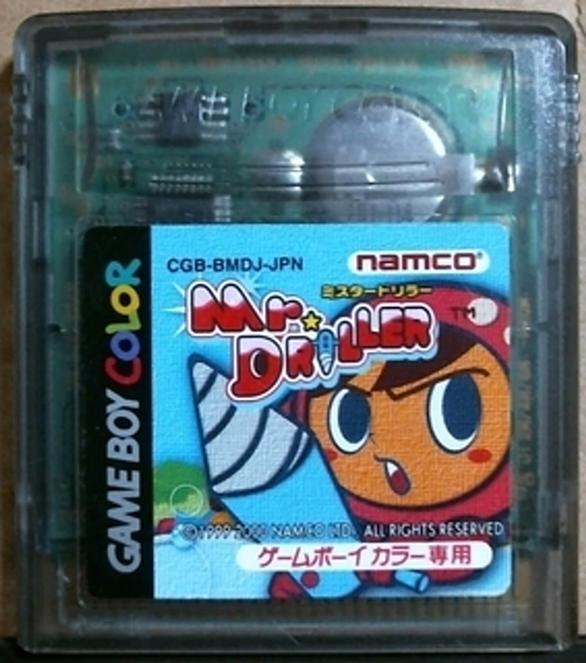 GAME BOY COLOR
CGB-BMDJ-JPN
namco®
ミスタードリラー
Mr.
DRiLLER ™
©1999 2000 NAMCO LTD., ALL RIGHTS RESERVED
ゲームボーイ カラー専用